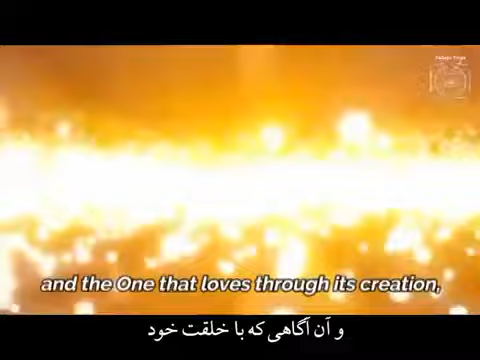 and the One that loves through its creation,
و آن آگاهی که با خلقت خود